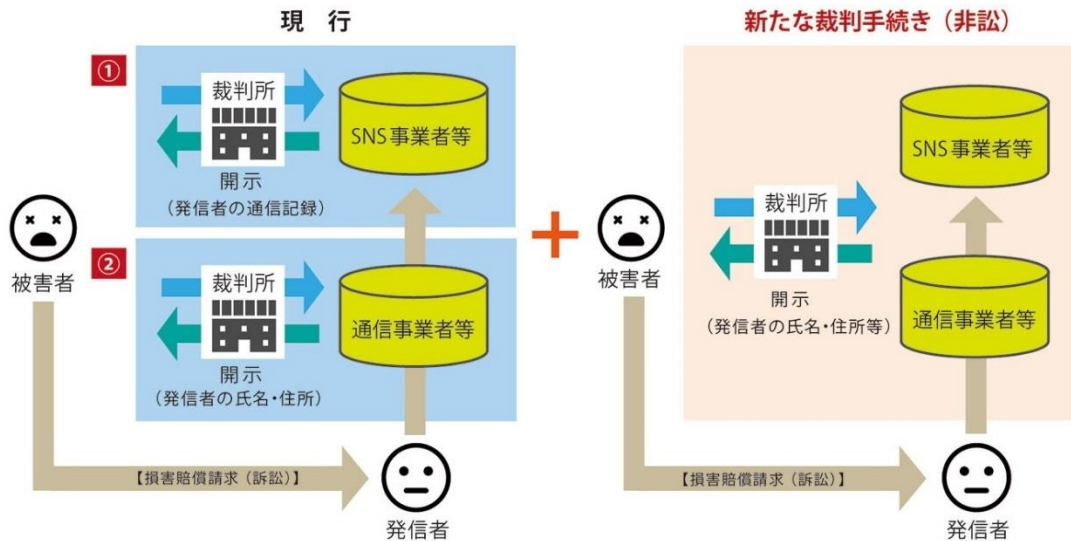 現　行
①
裁判所
SNS事業者等
開示
（発信者の通信記録）
②
裁判所
通信事業者等
開示
（発信者の氏名・住所）
被害者
【損害賠償請求（訴訟）】
発信者
＋
新たな裁判手続き（非訟）
SNS事業者等
裁判所
開示
（発信者の氏名・住所等）
通信事業者等
被害者
【損害賠償請求（訴訟）】
発信者